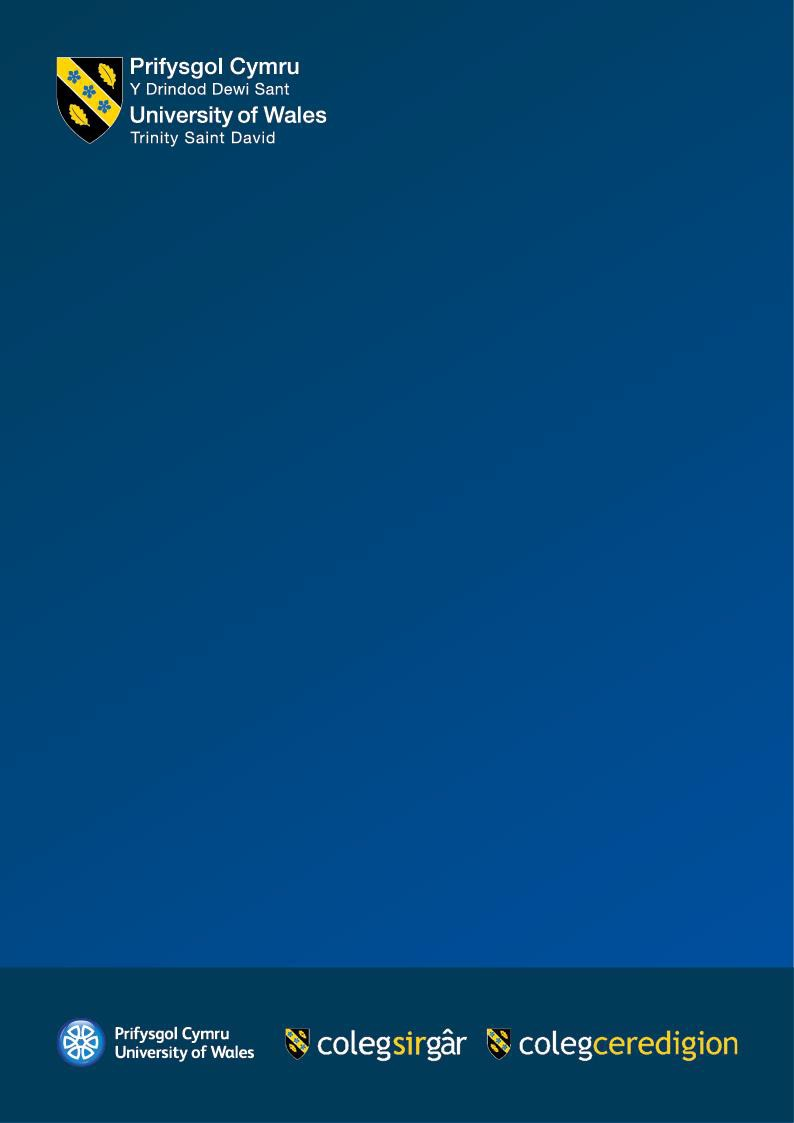 Prifysgol Cymru
Y Drindod Dewi Sant
University of Wales
Trinity Saint David
Prifysgol Cymru
University of Wales
colegsirgâr
colegceredigion